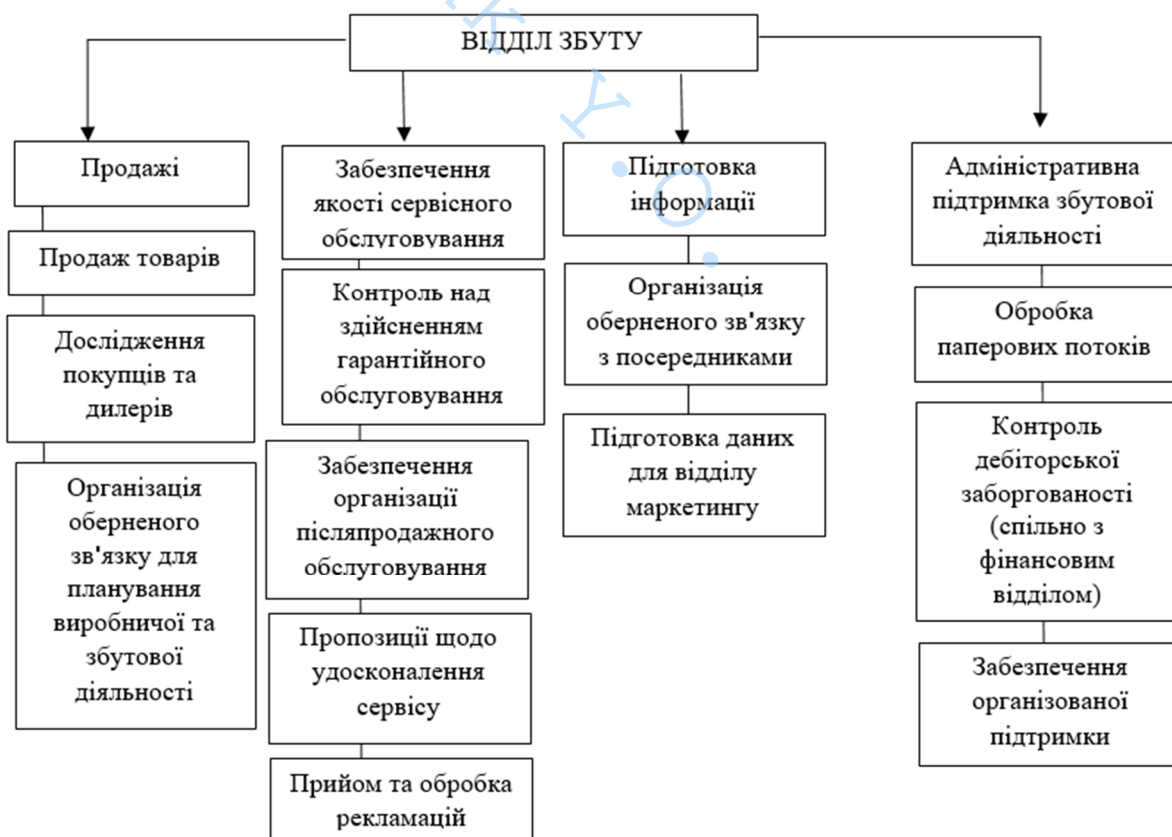 ВІДДІЛ ЗБУТУ
Продажі
Продаж товарів
Дослідження
покупців та
дилерів
Організація
оберненого
зв'язку для
планування
виробничої та
збутової
діяльності
Забезпечення
якості сервісного
обслуговування
Контроль над
здійсненням
гарантійного
обслуговування
Забезпечення
організації
післяпродажного
обслуговування
Пропозиції щодо
удосконалення
сервісу
Прийом та обробка
рекламацій
Підготовка
інформації
Організація
оберненого зв'язку
з посередниками
Підготовка даних
для відділу
маркетингу
Адміністративна
підтримка збутової
діяльності
Обробка
паперових потоків
Контроль
дебіторської
заборгованості
(спільно з
фінансовим
відділом)
Забезпечення
організованої
підтримки